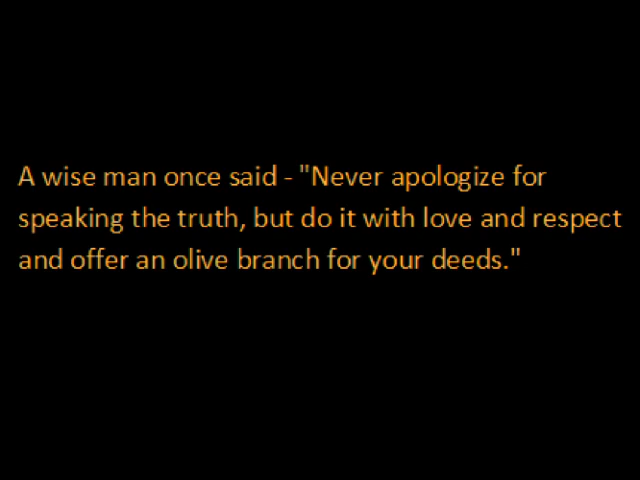 A wise man once said - "Never apologize for
speaking the truth, but do it with love and respect
and offer an olive branch for your deeds."